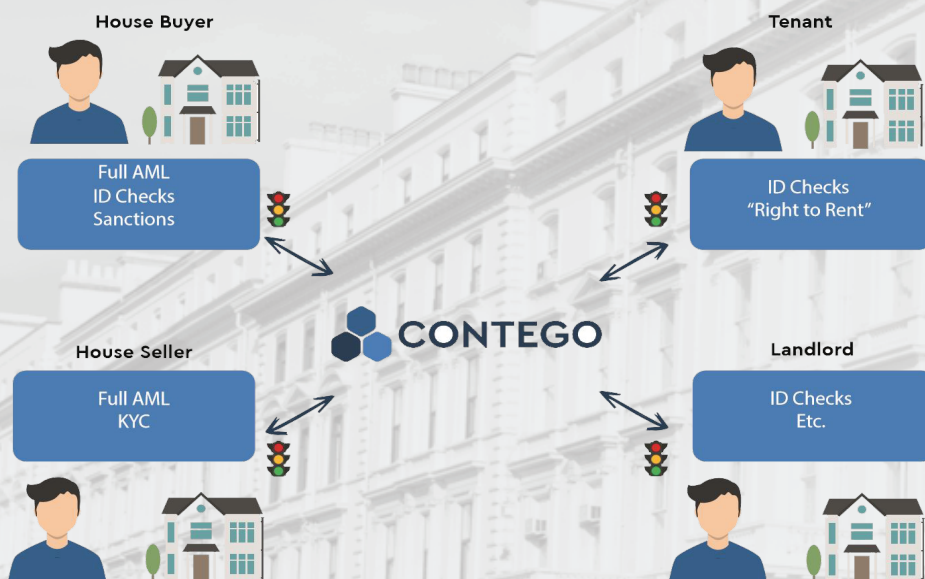 House Buyer
Full AML
ID Checks
Sanctions
Tenant
ID Checks
“Right to Rent”
CONTEGO
House Seller
Full AML
KYC
Landlord
ID Checks
Etc.